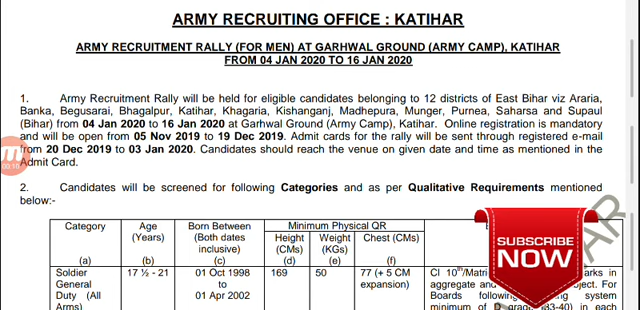 ARMY RECRUITING OFFICE : KATIHAR
ARMY RECRUITMENT RALLY (FOR MEN) AT GARHWAL GROUND (ARMY CAMP), KATIHAR
FROM 04 JAN 2020 TO 16 JAN 2020
1. Army Recruitment Rally will be held for eligible candidates belonging to 12 districts of East Bihar viz Araria,
Banka, Begusarai, Bhagalpur, Katihar, Khagaria, Kishanganj, Madhepura, Munger, Purnea, Saharsa and Supaul
(Bihar) from 04 Jan 2020 to 16 Jan 2020 at Garhwal Ground (Army Camp), Katihar. Online registration is mandatory
and will be open from 05 Nov 2019 to 19 Dec 2019. Admit cards for the rally will be sent through registered e-mail
from 20 Dec 2019 to 03 Jan 2020. Candidates should reach the venue on given date and time as mentioned in the
Admit Card.
2. Candidates will be screened for following Categories and as per Qualitative Requirements mentioned
below:-
Category Age Born Between Minimum Physical QR
(Years) (Both dates Height Weight Chest (CMs)
inclusive) (CMs) (KGs)
(a) (b) (c) (d) (e) (f)
Soldier 17 ½ - 21 01 Oct 1998 169 50 77 (+ 5 CM Cl 10th/Matri
General to expansion) aggregate and
Duty (All 01 Apr 2002 Boards following system
Arms) minimum of D in each
SUBSCRIBE
NOW